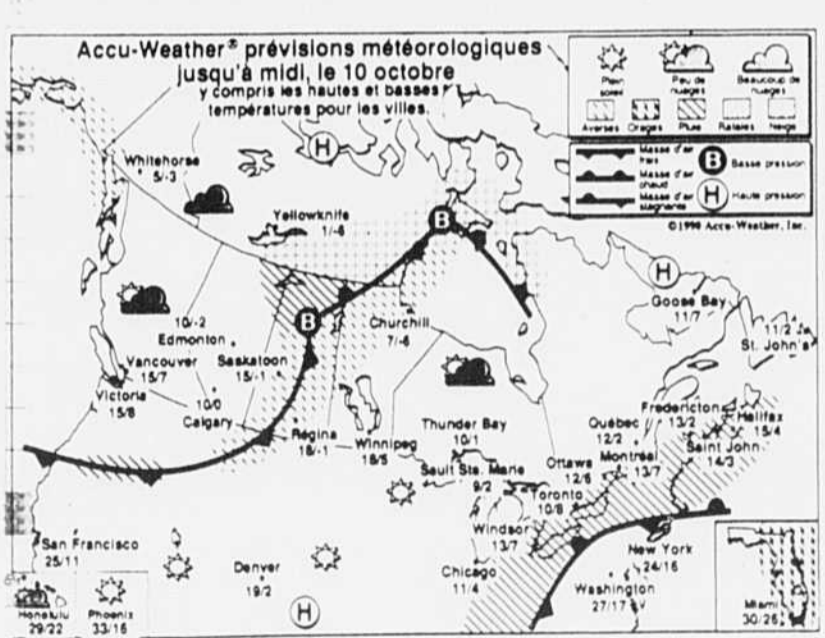 Accu-Weather® prévisions météorologiques
jusqu'à midi, le 10 octobre
y compris les hautes et basses
températures pour les villes.
Plein
soleil
Peu de
nuages
Beaucoup de
nuages
Averses
Orages
Pluie
Rafales
Neige
Masse d'air
frais
Masse d'air
chaud
Masse d'air
stagnante
B
Basse pression
H
Haute pression
©1990 Accu-Weather, Inc.
H
Whitehorse
5/-3
Yellowknife
1/-6
B
H
Goose Bay
11/7
11/2
St. John's
B
Churchill
7/-6
10/-2
Edmonton
Vancouver
15/7
Saskatoon
15/-1
Victoria
15/8
10/0
Calgary
Régina
18/-1
Winnipeg
18/5
Thunder Bay
10/1
Sault Ste. Marie
9/2
Québec
12/2
Fredericton
13/2
Halifax
15/4
Saint John
14/3
Montréal
13/7
Ottawa
12/6
Toronto
10/8
Windsor
13/7
Chicago
11/4
New York
24/16
Washington
27/17
San Francisco
25/11
Denver
19/2
H
Honolulu
29/22
Phoenix
33/16
Miami
30/25